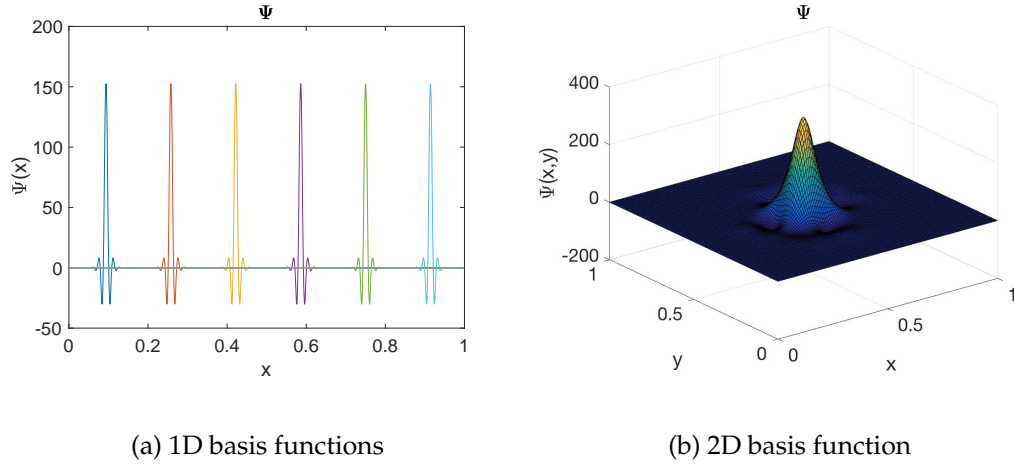 Ψ
200
150
100
50
0
-50
Ψ(x)
0 0.2 0.4 0.6 0.8 1
x
Ψ
400
200
0
-200
Ψ(x,y)
1
0.5
0
y
0
0.5
1
x
(a) 1D basis functions
(b) 2D basis function